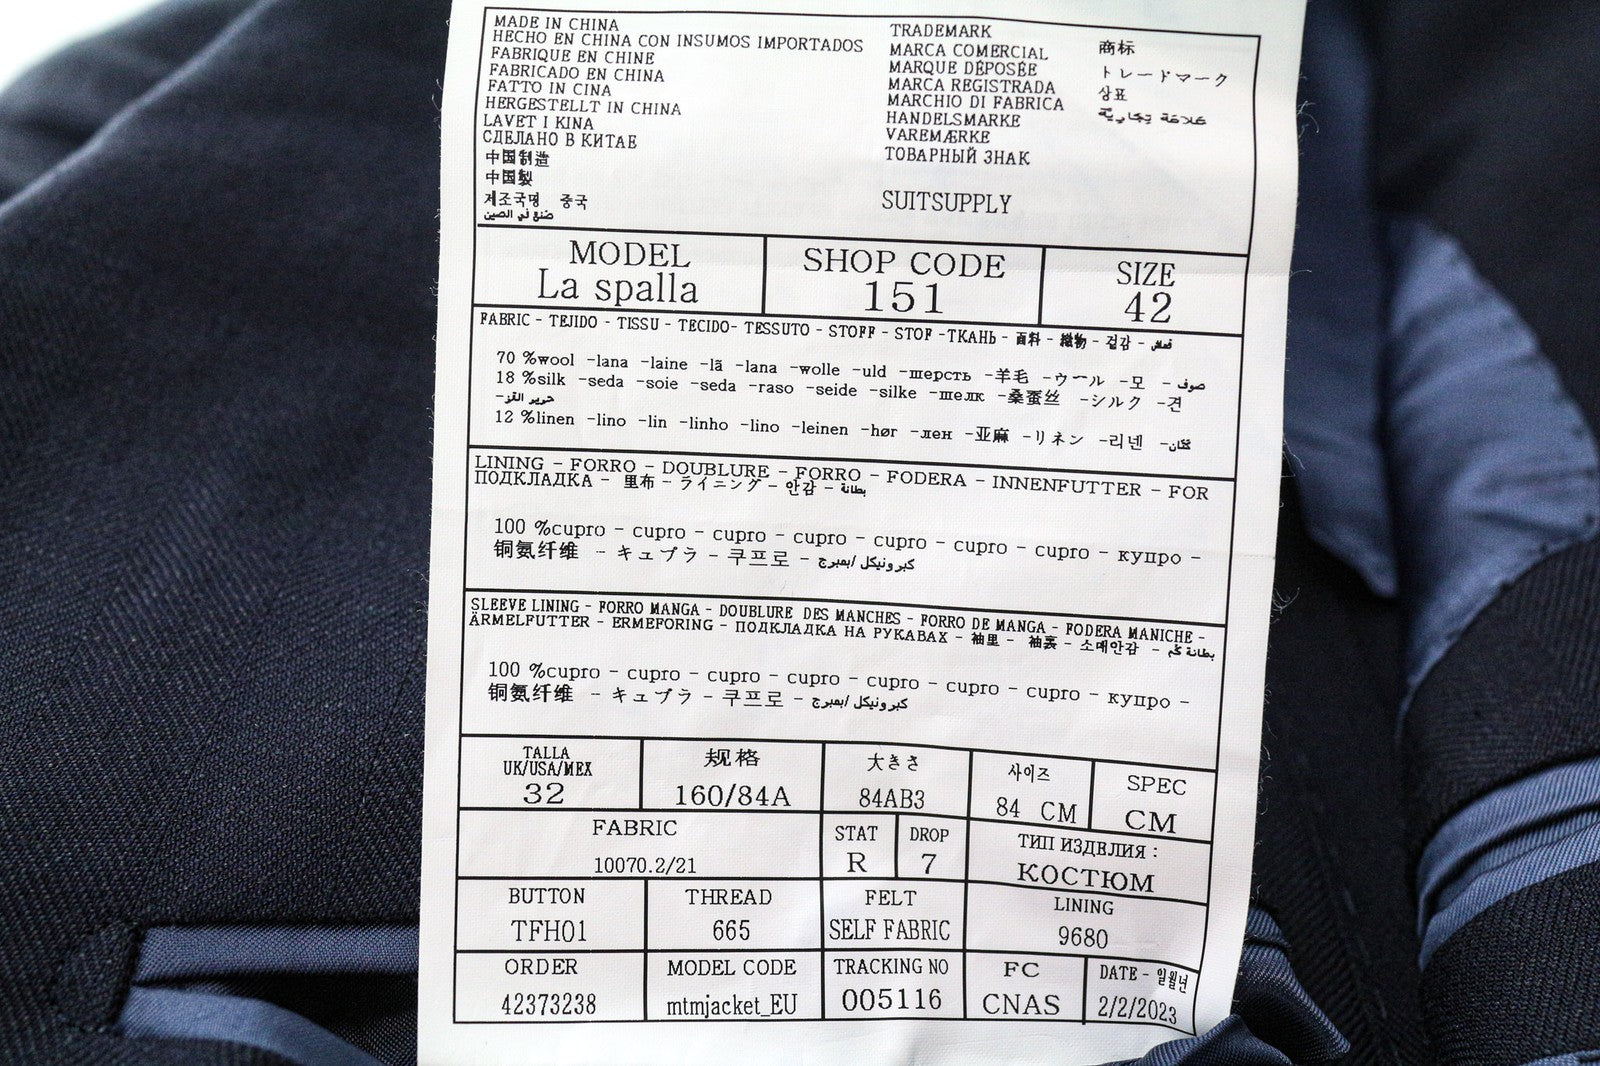 MADE IN CHINA
HECHO EN CHINA CON INSUMOS IMPORTADOS
FABRIQUE EN CHINE
FABRICADO EN CHINA
FATTO IN CINA
HERGESTELLT IN CHINA
LAVET I KINA
СДЕЛАНО В КИТАЕ
中国制造
中国製
제조국명 중국
صنع في الصين
TRADEMARK
MARCA COMERCIAL
MARQUE DÉPOSÉE
MARCA REGISTRADA
MARCHIO DI FABRICA
HANDELSMARKE
VAREMÆRKE
ТОВАРНЫЙ ЗНАК
商标
トレードマーク
상표
علامة تجارية
SUITSUPPLY
MODEL
La spalla
SHOP CODE
151
SIZE
42
FABRIC - TEJIDO - TISSU - TECIDO- TESSUTO - STOFF - STOF -ТКАНЬ - 面料 - 織物 - 겉감 - قماش
70 %wool -lana -laine -lã -lana -wolle -uld -шерсть -羊毛 -ウール -모 - صوف
18 %silk -seda -soie -seda -raso -seide -silke -шелк -桑蚕丝 -シルク -견
- حرير القز
12 %linen -lino -lin -linho -lino -leinen -hør -лен -亚麻 -リネン -리넨 -كتان
LINING - FORRO - DOUBLURE - FORRO - FODERA - INNENFUTTER - FOR
ПОДКЛАДКА - 里布 - ライニング - 안감 - بطانة
100 %cupro - cupro - cupro - cupro - cupro - cupro - cupro - купро -
铜氨纤维 - キュプラ - 쿠프로 - كبرونيكل /بمبرج
SLEEVE LINING - FORRO MANGA - DOUBLURE DES MANCHES - FORRO DE MANGA - FODERA MANICHE -
ÄRMELFUTTER - ERMEFORING - ПОДКЛАДКА НА РУКАВАХ - 袖里 - 袖裏 - 소매안감 - بطانة كم
100 %cupro - cupro - cupro - cupro - cupro - cupro - cupro - купро -
铜氨纤维 - キュプラ - 쿠프로 - كبرونيكل /بمبرج
TALLA
UK/USA/MEX
32
规格
160/84A
大きさ
84AB3
사이즈
84 CM
SPEC
CM
FABRIC
10070.2/21
STAT
R
DROP
7
ТИП ИЗДЕЛИЯ :
КОСТЮМ
BUTTON
TFH01
THREAD
665
FELT
SELF FABRIC
LINING
9680
ORDER
42373238
MODEL CODE
mtmjacket_EU
TRACKING NO
005116
FC
CNAS
DATE - 일월년
2/2/2023